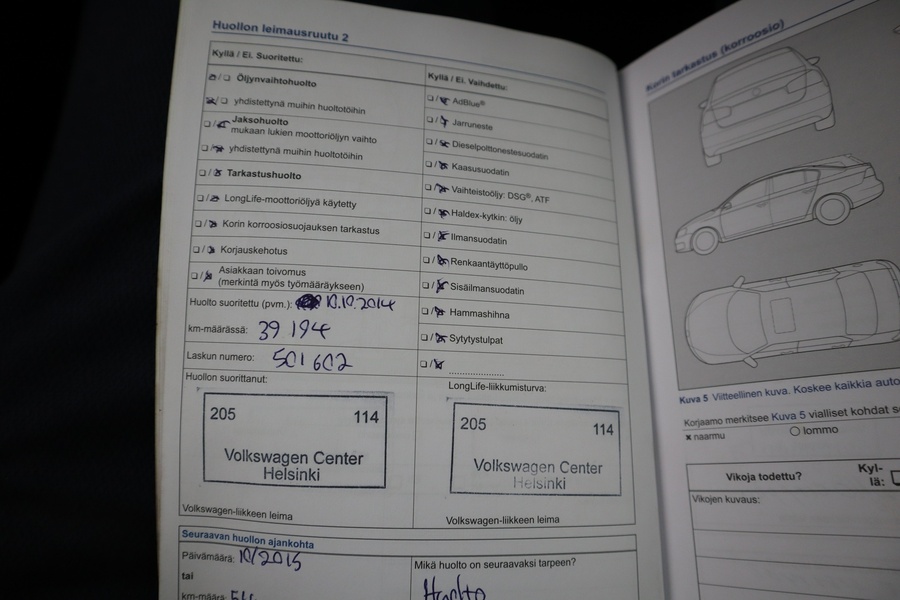 Huollon leimausruutu 2
Kyllä / Ei. Suoritettu:
Öljynvaihtohuolto
yhdistettynä muihin huoltotöihin
Jaksohuolto
mukaan lukien moottoriöljyn vaihto
yhdistettynä muihin huoltotöihin
Tarkastushuolto
LongLife-moottoriöljyä käytetty
Korin korroosiosuojauksen tarkastus
Korjauskehotus
Asiakkaan toivomus
(merkintä myös työmääräykseen)
Huolto suoritettu (pvm.): 10.10.2014
km-määrässä: 39 194
Laskun numero: 501 602
Huollon suorittanut:
205 114
Volkswagen Center
Helsinki
Volkswagen-liikkeen leima
Kyllä / Ei. Vaihdettu:
AdBlue®
Jarruneste
Dieselpolttonestesuodatin
Kaasusuodatin
Vaihteistoöljy: DSG®, ATF
Haldex-kytkin: öljy
Ilmansuodatin
Renkaantäyttöpullo
Sisäilmansuodatin
Hammashihna
Sytytystulpat
LongLife-liikkumisturva:
205 114
Volkswagen Center
Helsinki
Volkswagen-liikkeen leima
Seuraavan huollon ajankohta
Päivämäärä: 10/2015
tai
km-määrä:
Mikä huolto on seuraavaksi tarpeen?
Huolto
Korin tarkastus (korroosio)
Kuva 5 Viitteellinen kuva. Koskee kaikkia
Korjaamo merkitsee Kuva 5 vialliset kohdat
x naarmu ○ lommo
Vikoja todettu? Kyl-
lä:
Vikojen kuvaus: